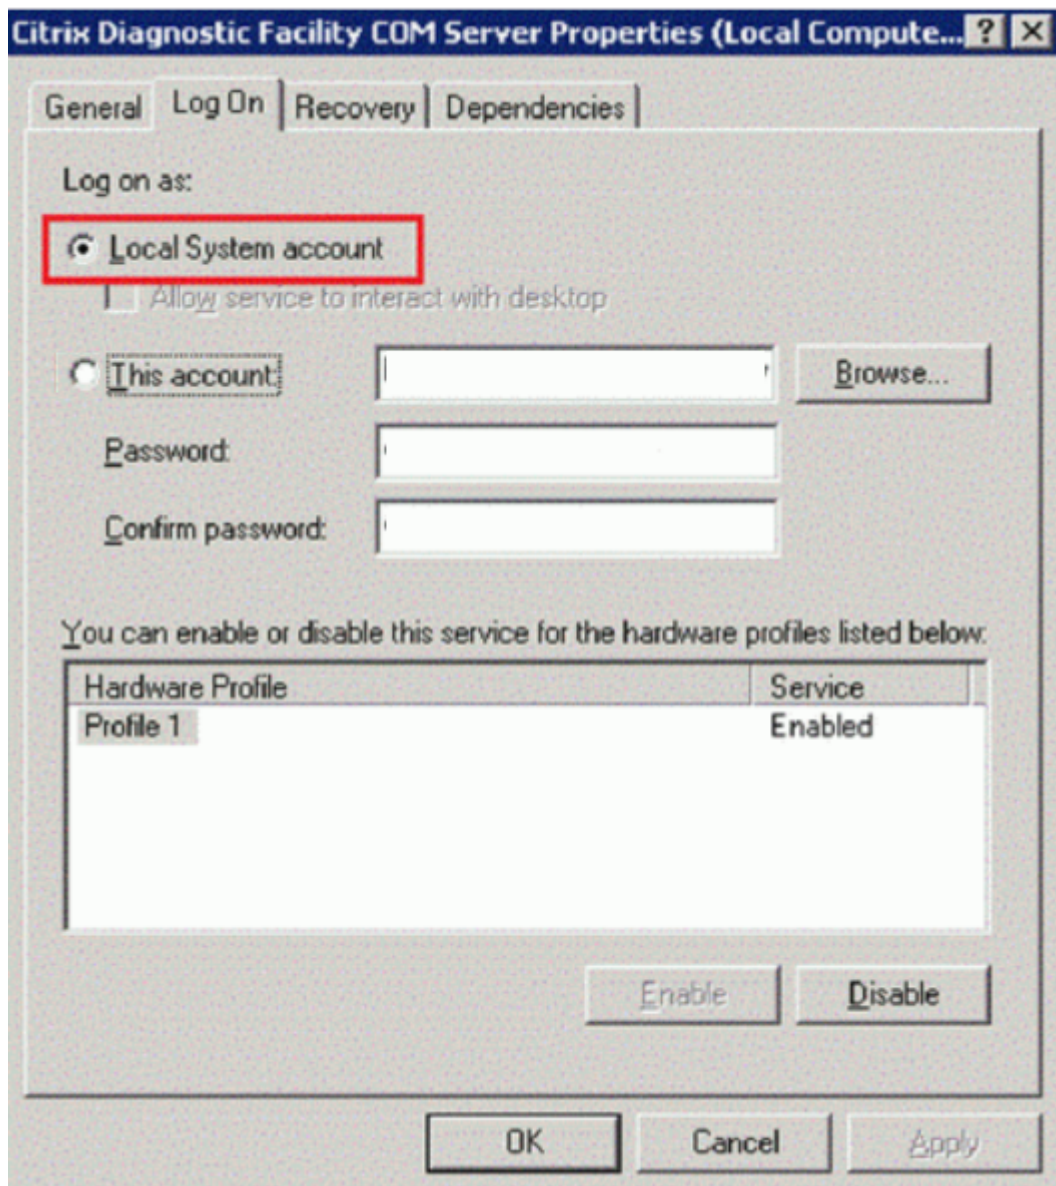 Citrix Diagnostic Facility COM Server Properties (Local Compute...
General Log On Recovery Dependencies
Log on as:
Local System account
Allow service to interact with desktop
This account:
Browse...
Password:
Confirm password:
You can enable or disable this service for the hardware profiles listed below:
Hardware Profile Service
Profile 1 Enabled
Enable Disable
OK Cancel Apply